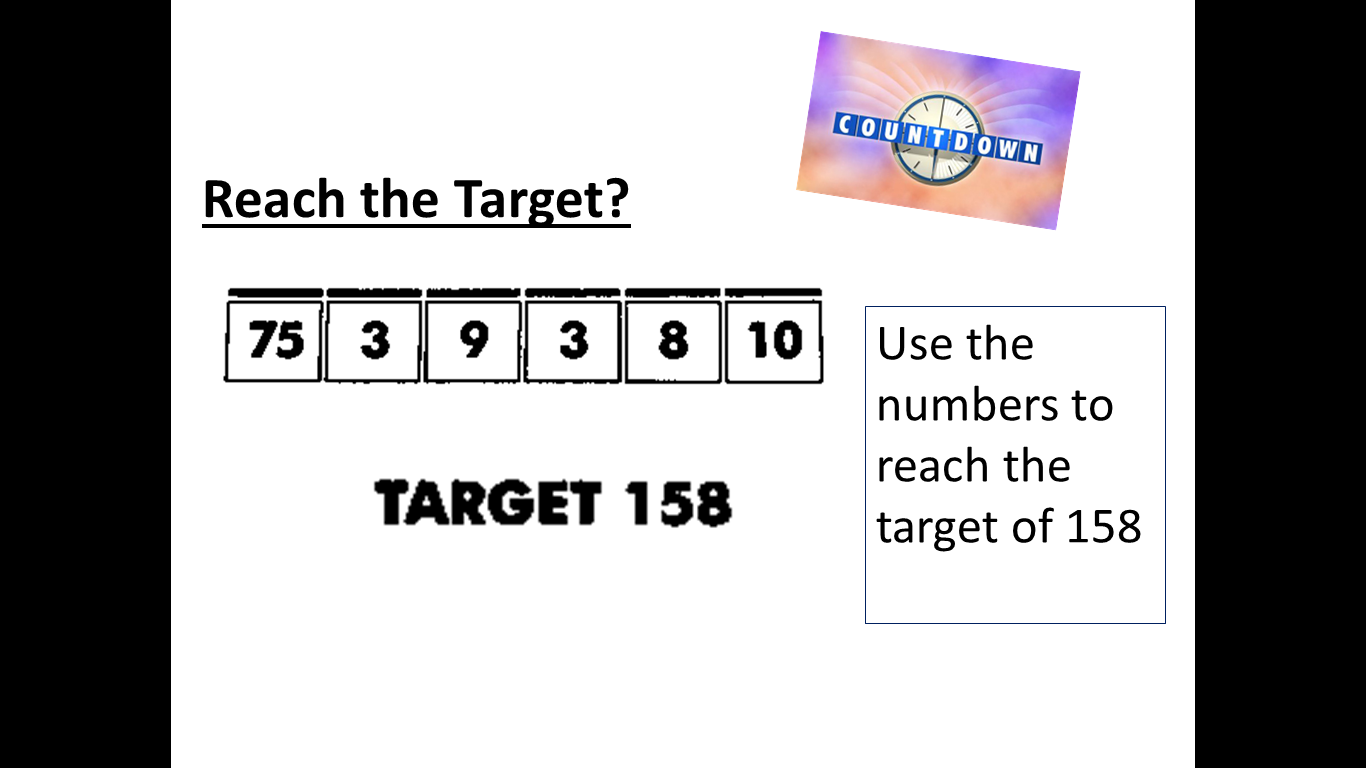 COUNTDOWN
Reach the Target?
75 3 9 3 8 10
TARGET 158
Use the
numbers to
reach the
target of 158